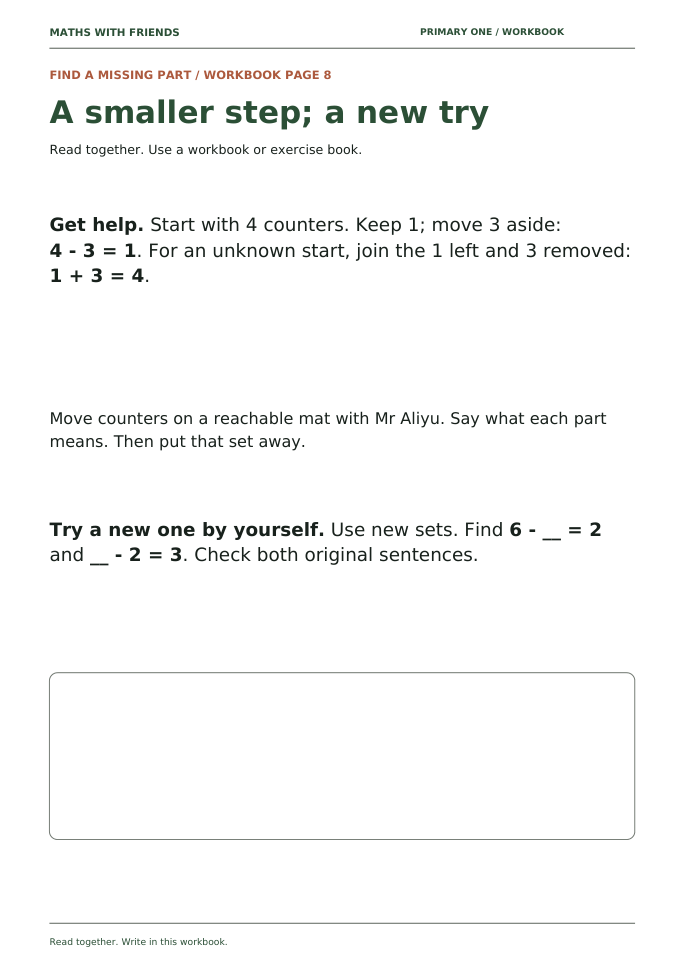 MATHS WITH FRIENDS
PRIMARY ONE / WORKBOOK
FIND A MISSING PART / WORKBOOK PAGE 8
A smaller step; a new try
Read together. Use a workbook or exercise book.
Get help. Start with 4 counters. Keep 1; move 3 aside:
4 - 3 = 1. For an unknown start, join the 1 left and 3 removed:
1 + 3 = 4.
Move counters on a reachable mat with Mr Aliyu. Say what each part
means. Then put that set away.
Try a new one by yourself. Use new sets. Find 6 - __ = 2
and __ - 2 = 3. Check both original sentences.
Read together. Write in this workbook.